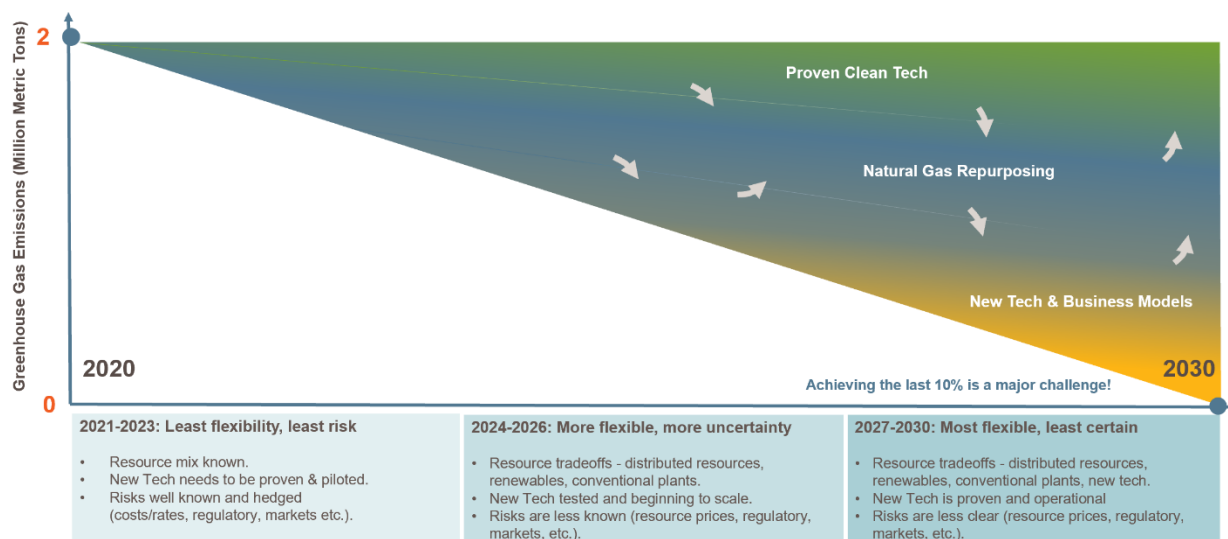 Greenhouse Gas Emissions (Million Metric Tons)
2
Proven Clean Tech
Natural Gas Repurposing
New Tech & Business Models
2020
2030
Achieving the last 10% is a major challenge!
0
2021-2023: Least flexibility, least risk
• Resource mix known.
• New Tech needs to be proven & piloted.
• Risks well known and hedged
(costs/rates, regulatory, markets etc.).
2024-2026: More flexible, more uncertainty
• Resource tradeoffs - distributed resources,
renewables, conventional plants.
• New Tech tested and beginning to scale.
• Risks are less known (resource prices, regulatory,
markets, etc.).
2027-2030: Most flexible, least certain
• Resource tradeoffs - distributed resources,
renewables, conventional plants, new tech.
• New Tech is proven and operational
• Risks are less clear (resource prices, regulatory,
markets, etc.).